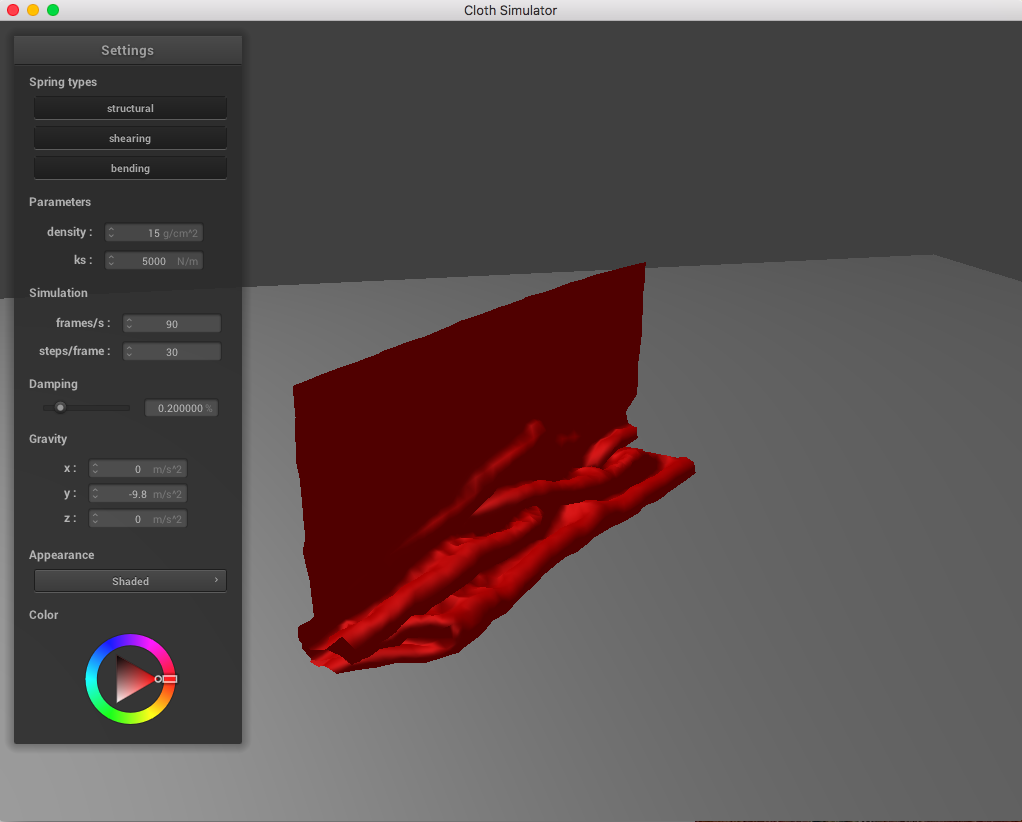 Cloth Simulator
Settings
Spring types
structural
shearing
bending
Parameters
density : 15 g/cm^2
ks : 5000 N/m
Simulation
frames/s : 90
steps/frame : 30
Damping
0.200000 %
Gravity
x : 0 m/s^2
y : -9.8 m/s^2
z : 0 m/s^2
Appearance
Shaded
Color